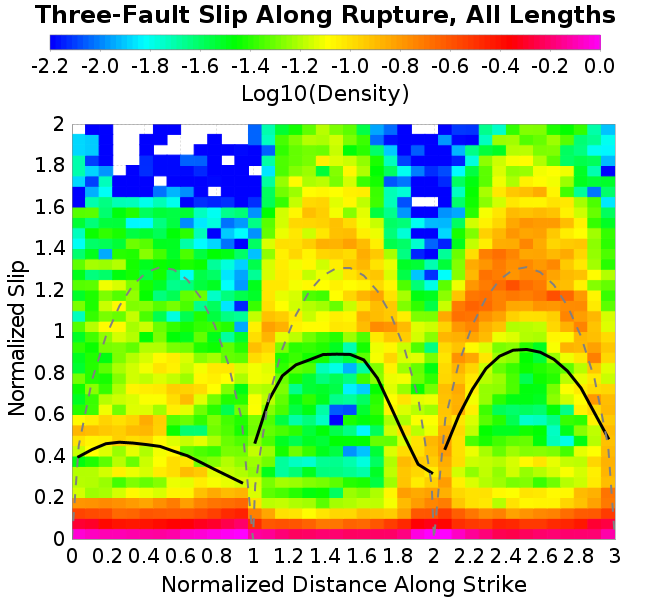 Three-Fault Slip Along Rupture, All Lengths
-2.2 -2.0 -1.8 -1.6 -1.4 -1.2 -1.0 -0.8 -0.6 -0.4 -0.2 0.0
Log10(Density)
2
1.8
1.6
1.4
1.2
1
0.8
0.6
0.4
0.2
0
Normalized Slip
0 0.2 0.4 0.6 0.8 1 1.2 1.4 1.6 1.8 2 2.2 2.4 2.6 2.8 3
Normalized Distance Along Strike